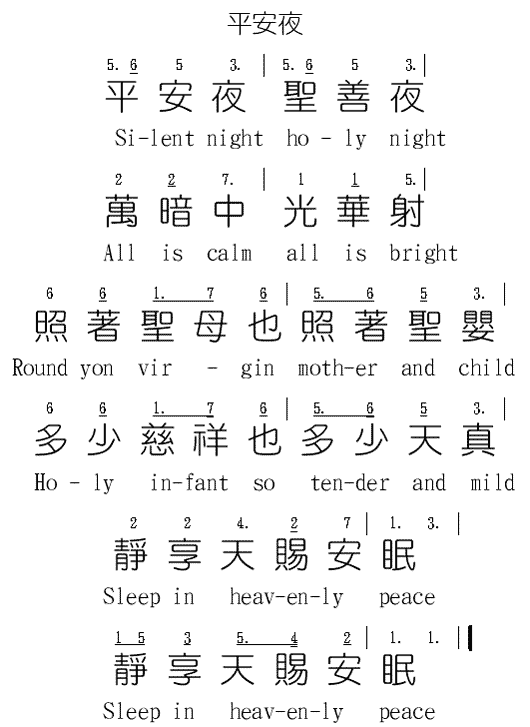 平安夜
5. 6 5 3. | 5. 6 5 3. |
平安夜 聖善夜
Si-lent night ho - ly night
2 2 7. | 1 1 5. |
萬暗中 光華射
All is calm all is bright
6 6 1. 7 6 | 5. 6 5 3. |
照著聖母也照著聖嬰
Round yon vir - gin moth-er and child
6 6 1. 7 6 | 5. 6 5 3. |
多少慈祥也多少天真
Ho - ly in-fant so ten-der and mild
2 2 4. 2 7 | 1. 3. |
靜享天賜安眠
Sleep in heav-en-ly peace
1 5 3 5. 4 2 | 1. 1. ||
靜享天賜安眠
Sleep in heav-en-ly peace